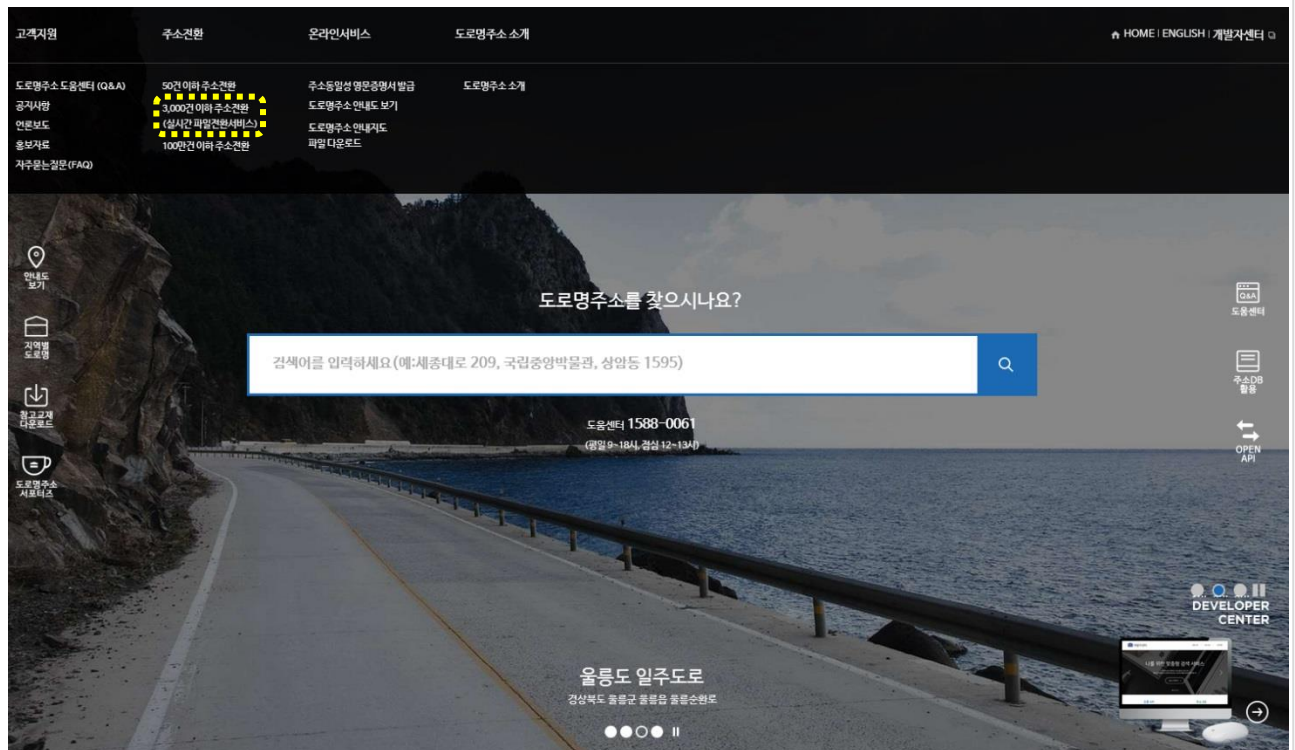 고객지원 주소전환 온라인서비스 도로명주소 소개 HOME | ENGLISH | 개발자센터
도로명주소 도움센터 (Q&A) 50건 이하 주소전환 주소동일성 영문증명서 발급 도로명주소 소개
공지사항 3,000건 이하 주소전환 도로명주소 안내도 보기
언론보도 (실시간 파일전환서비스) 도로명주소 안내지도
홍보자료 100만건 이하 주소전환 파일 다운로드
자주묻는질문(FAQ)
안내도
보기
지역별
도로명
참고교재
다운로드
도로명주소
서포터즈
도로명주소를 찾으시나요?
검색어를 입력하세요(예:세종대로 209, 국립중앙박물관, 상암동 1595)
도움센터 1588-0061
(평일 9~18시, 점심 12~13시)
Q&A
도움센터
주소DB
활용
OPEN
API
DEVELOPER
CENTER
나를 위한 맞춤형 검색 서비스
울릉도 일주도로
경상북도 울릉군 울릉읍 울릉순환로